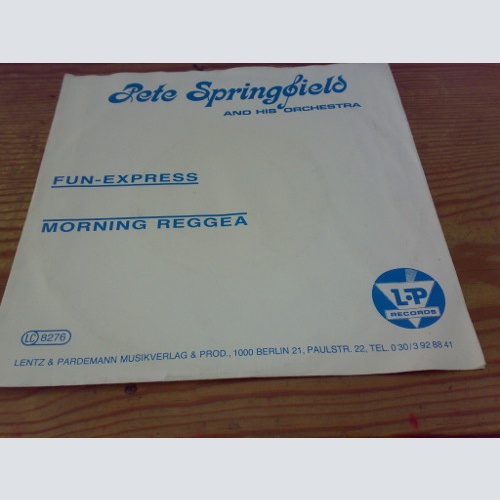 Pete Springfield
AND HIS ORCHESTRA
FUN-EXPRESS
MORNING REGGEA
L·P
RECORDS
LC 8276
LENTZ & PARDEMANN MUSIKVERLAG & PROD., 1000 BERLIN 21, PAULSTR. 22, TEL. 0 30 / 3 92 88 41